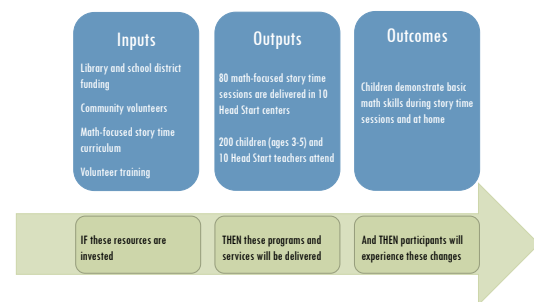 Inputs
Library and school district
funding
Community volunteers
Math-focused story time
curriculum
Volunteer training
Outputs
80 math-focused story time
sessions are delivered in 10
Head Start centers
200 children (ages 3-5) and
10 Head Start teachers attend
Outcomes
Children demonstrate basic
math skills during story time
sessions and at home
IF these resources are
invested
THEN these programs and
services will be delivered
And THEN participants will
experience these changes